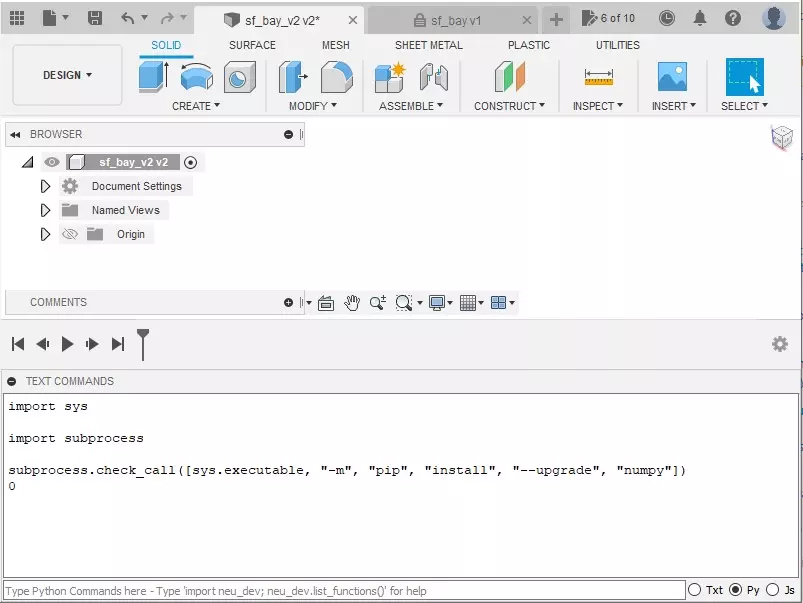 sf_bay_v2 v2*
sf_bay v1
6 of 10
SOLID
SURFACE
MESH
SHEET METAL
PLASTIC
UTILITIES
DESIGN
CREATE
MODIFY
ASSEMBLE
CONSTRUCT
INSPECT
INSERT
SELECT
BROWSER
sf_bay_v2 v2
Document Settings
Named Views
Origin
COMMENTS
TEXT COMMANDS
import sys
import subprocess
subprocess.check_call([sys.executable, "-m", "pip", "install", "--upgrade", "numpy"])
0
Type Python Commands here - Type 'import neu_dev; neu_dev.list_functions()' for help
Txt
Py
Js